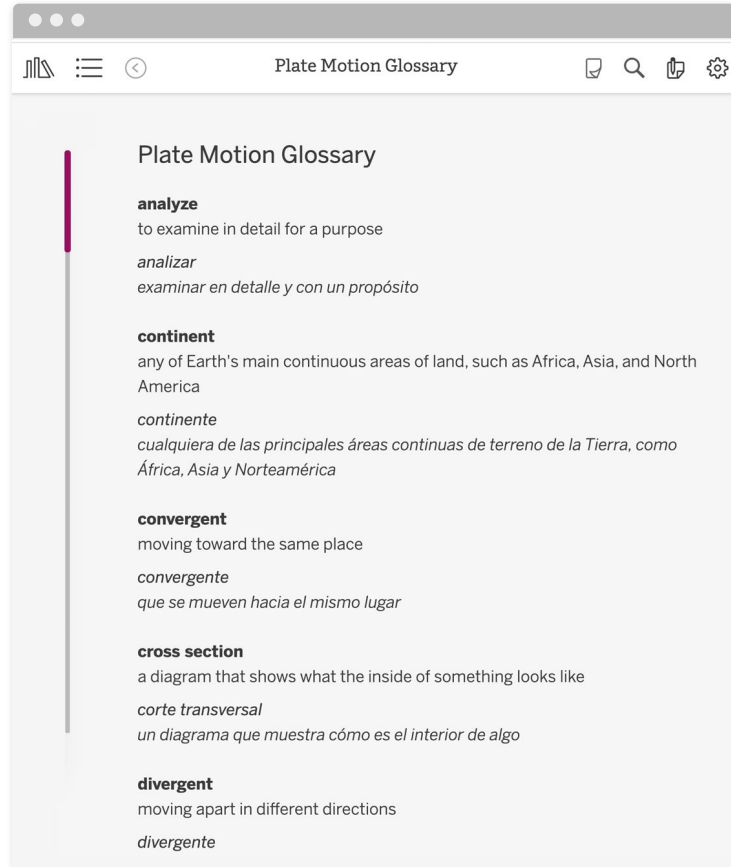 Plate Motion Glossary
Plate Motion Glossary
analyze
to examine in detail for a purpose
analizar
examinar en detalle y con un propósito
continent
any of Earth's main continuous areas of land, such as Africa, Asia, and North
America
continente
cualquiera de las principales áreas continuas de terreno de la Tierra, como
África, Asia y Norteamérica
convergent
moving toward the same place
convergente
que se mueven hacia el mismo lugar
cross section
a diagram that shows what the inside of something looks like
corte transversal
un diagrama que muestra cómo es el interior de algo
divergent
moving apart in different directions
divergente